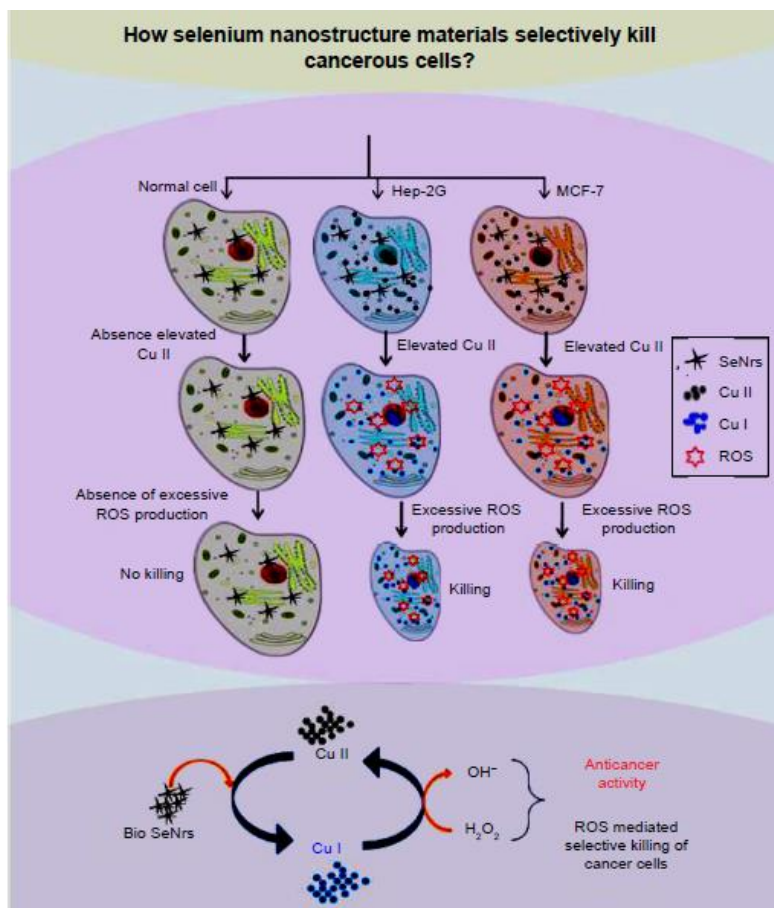 How selenium nanostructure materials selectively kill
cancerous cells?
Normal cell
Hep-2G
MCF-7
Absence elevated
Cu II
Elevated Cu II
Elevated Cu II
SeNrs
Cu II
Cu I
ROS
Absence of excessive
ROS production
Excessive ROS
production
Excessive ROS
production
No killing
Killing
Killing
Cu II
Bio SeNrs
Cu I
OH⁻
H₂O₂
Anticancer
activity
ROS mediated
selective killing of
cancer cells